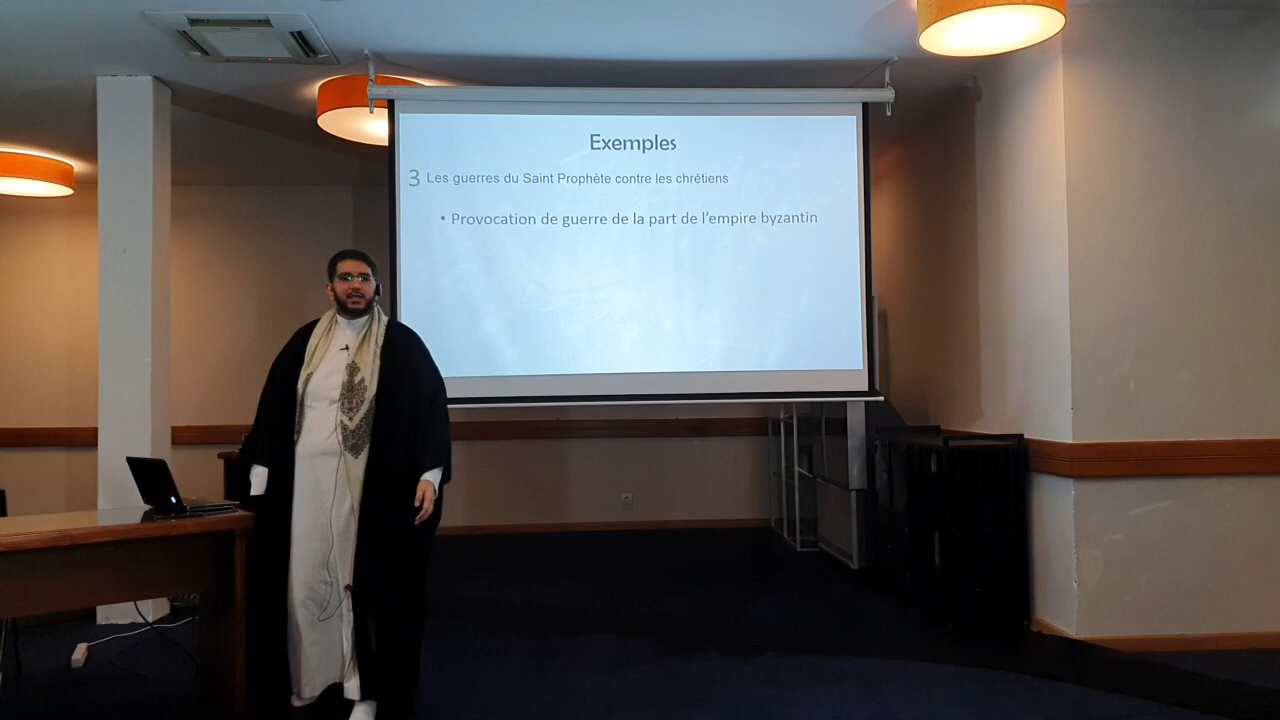 Exemples
3 Les guerres du Saint Prophète contre les chrétiens
• Provocation de guerre de la part de l’empire byzantin